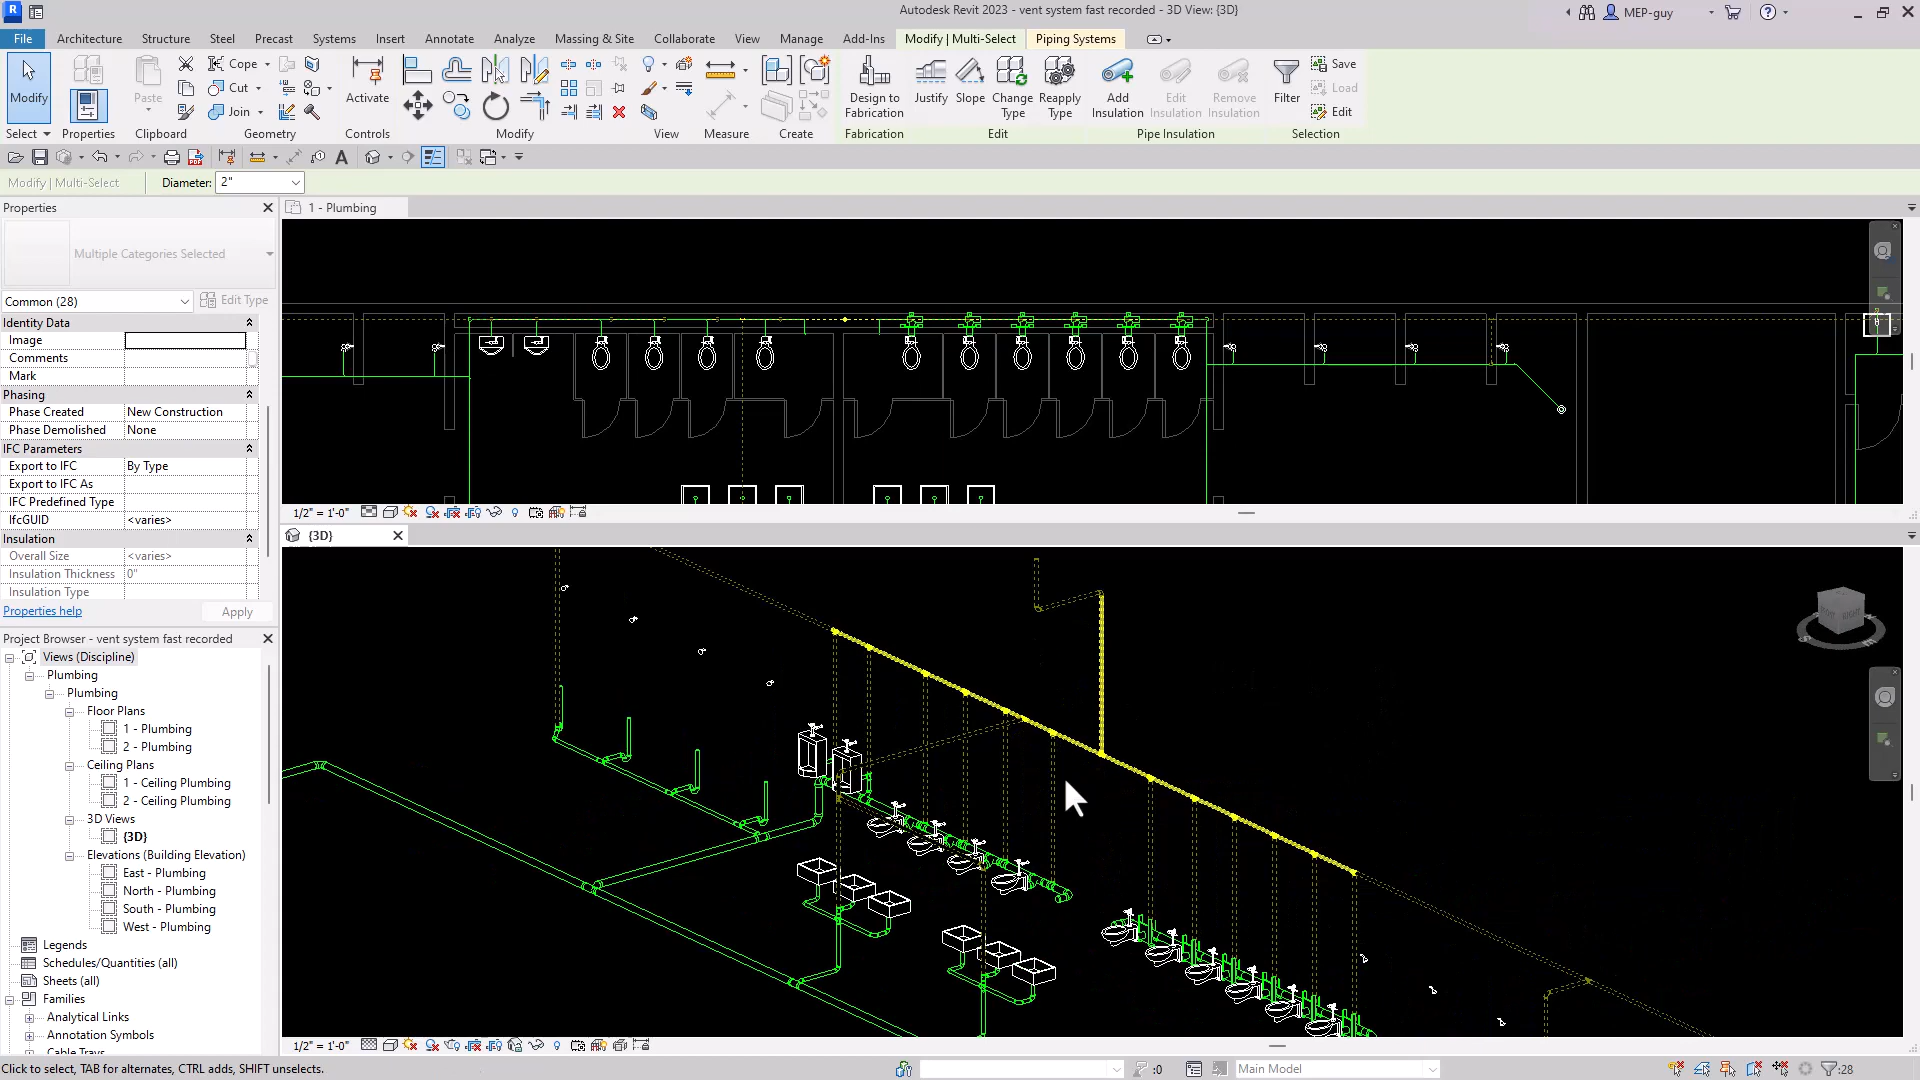 Autodesk Revit 2023 - vent system fast recorded - 3D View: {3D}
MEP-guy
File Architecture Structure Steel Precast Systems Insert Annotate Analyze Massing & Site Collaborate View Manage Add-Ins Modify | Multi-Select Piping Systems
Modify
Paste
Cope
Cut
Join
Activate
Design to Fabrication
Justify
Slope
Change Type
Reapply Type
Add Insulation
Edit Insulation
Remove Insulation
Filter
Save
Load
Edit
Select Properties Clipboard Geometry Controls Modify View Measure Create Fabrication Edit Pipe Insulation Selection
Modify | Multi-Select Diameter: 2"
Properties
1 - Plumbing
Multiple Categories Selected
Common (28) Edit Type
Identity Data
Image
Comments
Mark
Phasing
Phase Created New Construction
Phase Demolished None
IFC Parameters
Export to IFC By Type
Export to IFC As
IFC Predefined Type
IfcGUID <varies>
Insulation
Overall Size <varies>
Insulation Thickness 0"
Insulation Type
Properties help Apply
1/2" = 1'-0"
{3D}
Project Browser - vent system fast recorded
Views (Discipline)
Plumbing
Plumbing
Floor Plans
1 - Plumbing
2 - Plumbing
Ceiling Plans
1 - Ceiling Plumbing
2 - Ceiling Plumbing
3D Views
{3D}
Elevations (Building Elevation)
East - Plumbing
North - Plumbing
South - Plumbing
West - Plumbing
Legends
Schedules/Quantities (all)
Sheets (all)
Families
Analytical Links
Annotation Symbols
Cable Trays
1/2" = 1'-0"
Click to select, TAB for alternates, CTRL adds, SHIFT unselects.
:0
Main Model
:28